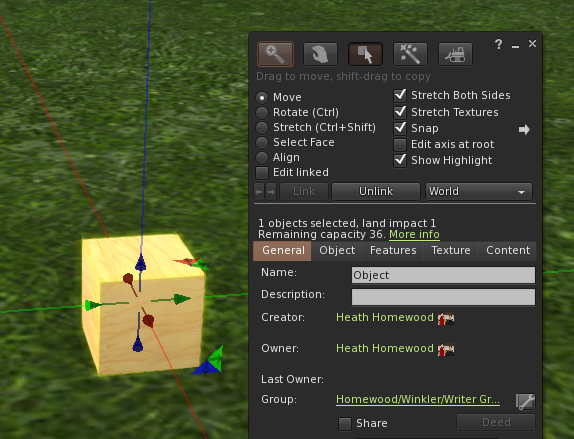 ?
Drag to move, shift-drag to copy
Move
Rotate (Ctrl)
Stretch (Ctrl+Shift)
Select Face
Align
Edit linked
Stretch Both Sides
Stretch Textures
Snap
Edit axis at root
Show Highlight
Link Unlink World
1 objects selected, land impact 1
Remaining capacity 36. More info
General Object Features Texture Content
Name: Object
Description:
Creator: Heath Homewood
Owner: Heath Homewood
Last Owner:
Group: Homewood/Winkler/Writer Gr...
Share Deed